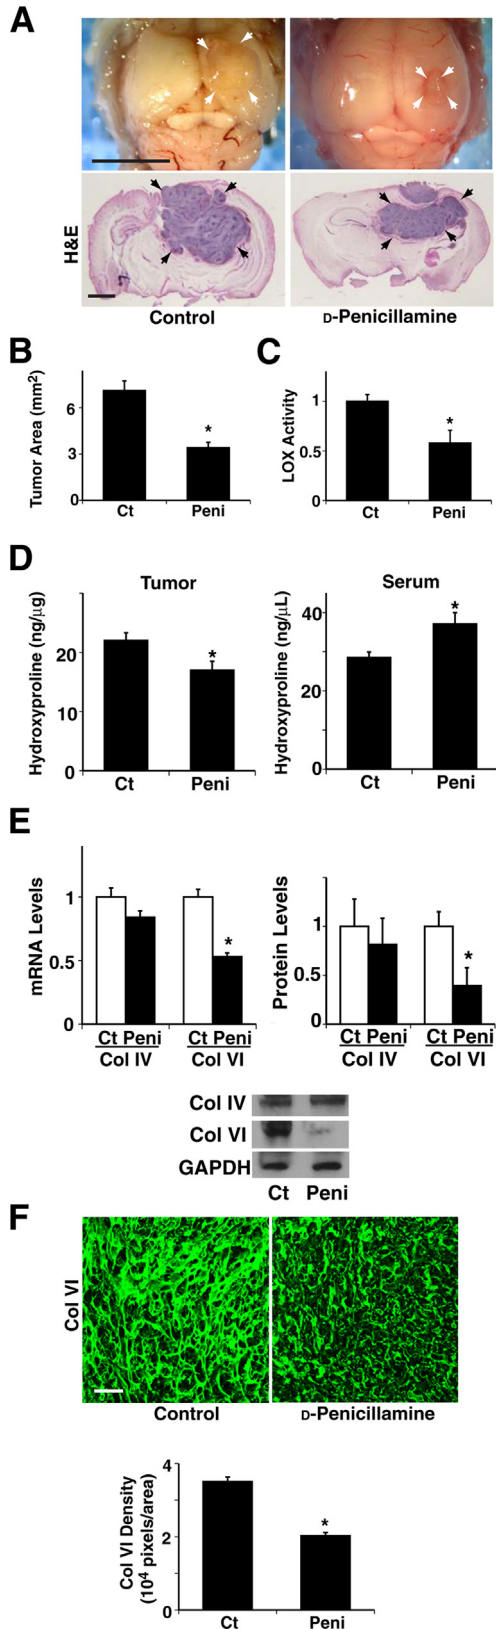 A
H&E
Control
D-Penicillamine
B
Tumor Area (mm²)
6
3
0
Ct
Peni
*
C
LOX Activity
1
0.5
0
Ct
Peni
*
D
Tumor
Hydroxyproline (ng/µg)
20
10
0
Ct
Peni
*
Serum
Hydroxyproline (ng/µL)
40
20
0
Ct
Peni
*
E
mRNA Levels
1
0.5
0
*
Ct Peni
Col IV
Ct Peni
Col VI
Protein Levels
1
0.5
0
*
Ct Peni
Col IV
Ct Peni
Col VI
Col IV
Col VI
GAPDH
Ct
Peni
F
Col VI
Control
D-Penicillamine
Col VI Density
(10⁴ pixels/area)
4
2
0
*
Ct
Peni